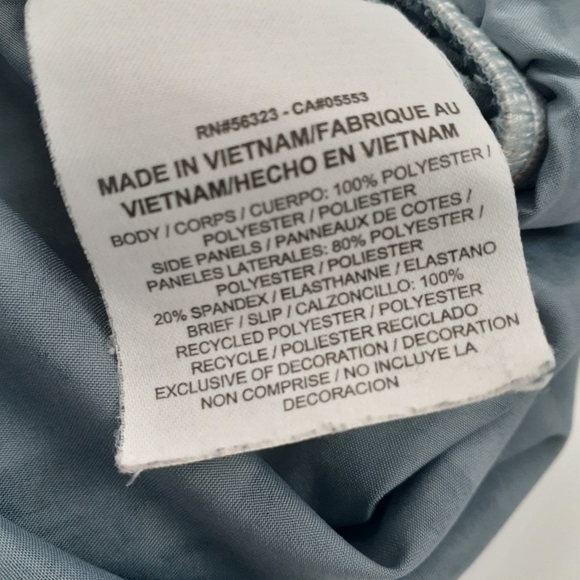 RN#56323 - CA#05553
MADE IN VIETNAM/FABRIQUE AU
VIETNAM/HECHO EN VIETNAM
BODY / CORPS / CUERPO: 100% POLYESTER /
POLYESTER / POLIESTER
SIDE PANELS / PANNEAUX DE COTES /
PANELES LATERALES: 80% POLYESTER /
POLYESTER / POLIESTER
20% SPANDEX / ELASTHANNE / ELASTANO
BRIEF / SLIP / CALZONCILLO: 100%
RECYCLED POLYESTER / POLYESTER
RECYCLE / POLIESTER RECICLADO
EXCLUSIVE OF DECORATION / DECORATION
NON COMPRISE / NO INCLUYE LA
DECORACION